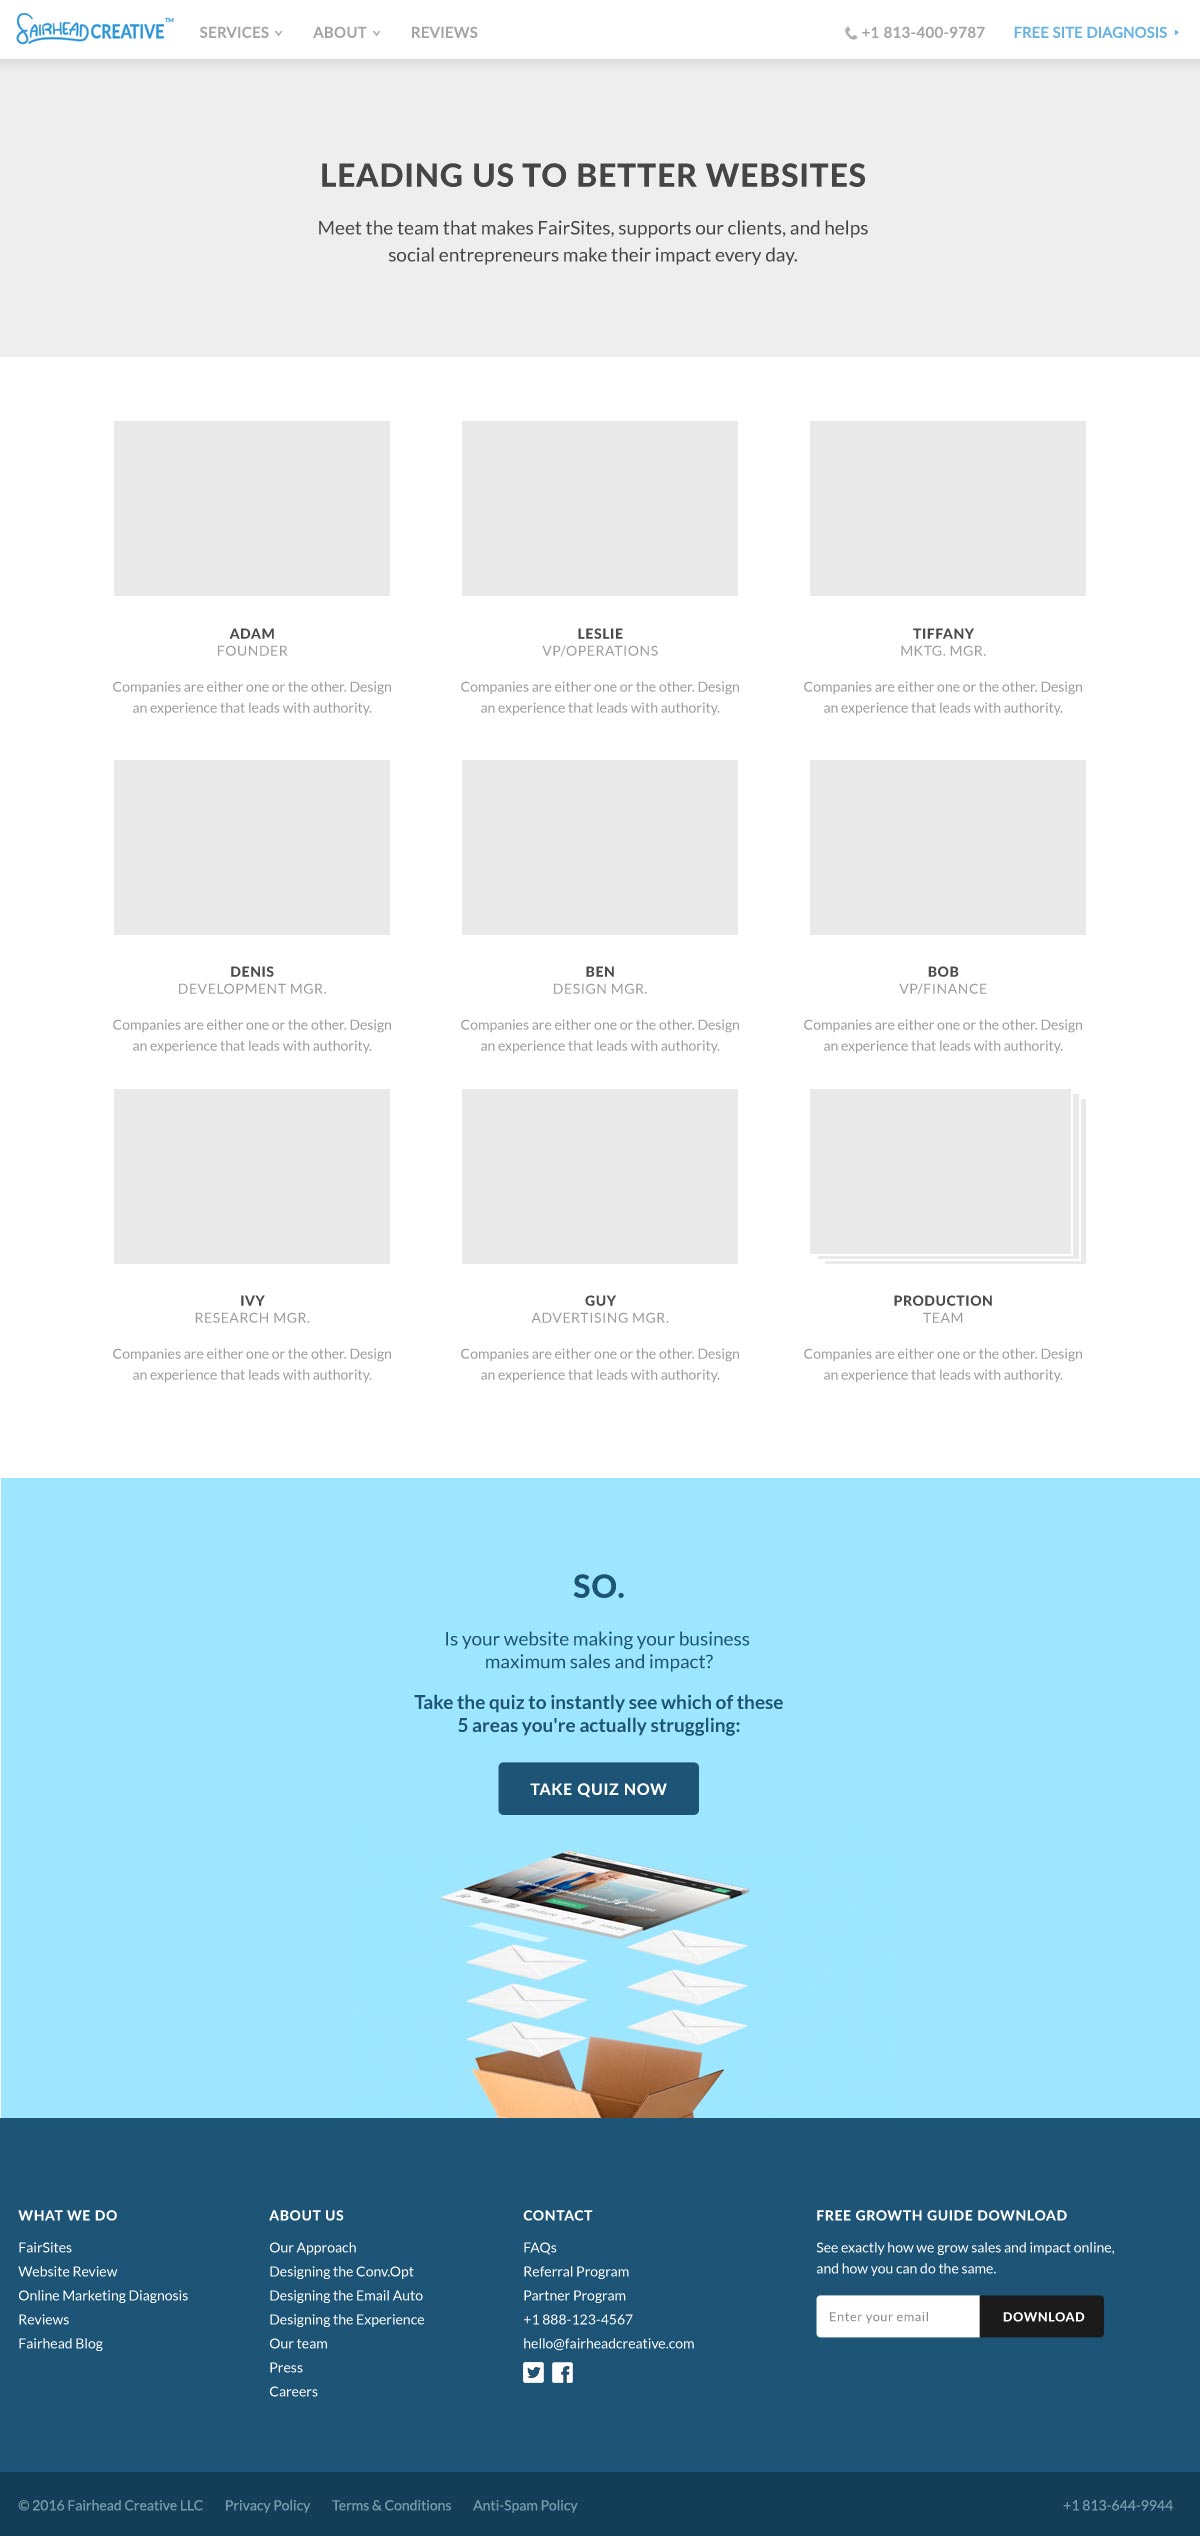 FAIRHEAD CREATIVE™
SERVICES
ABOUT
REVIEWS
+1 813-400-9787
FREE SITE DIAGNOSIS
LEADING US TO BETTER WEBSITES
Meet the team that makes FairSites, supports our clients, and helps
social entrepreneurs make their impact every day.
ADAM
FOUNDER
Companies are either one or the other. Design
an experience that leads with authority.
LESLIE
VP/OPERATIONS
Companies are either one or the other. Design
an experience that leads with authority.
TIFFANY
MKTG. MGR.
Companies are either one or the other. Design
an experience that leads with authority.
DENIS
DEVELOPMENT MGR.
Companies are either one or the other. Design
an experience that leads with authority.
BEN
DESIGN MGR.
Companies are either one or the other. Design
an experience that leads with authority.
BOB
VP/FINANCE
Companies are either one or the other. Design
an experience that leads with authority.
IVY
RESEARCH MGR.
Companies are either one or the other. Design
an experience that leads with authority.
GUY
ADVERTISING MGR.
Companies are either one or the other. Design
an experience that leads with authority.
PRODUCTION
TEAM
Companies are either one or the other. Design
an experience that leads with authority.
SO.
Is your website making your business
maximum sales and impact?
Take the quiz to instantly see which of these
5 areas you're actually struggling:
TAKE QUIZ NOW
WHAT WE DO
FairSites
Website Review
Online Marketing Diagnosis
Reviews
Fairhead Blog
ABOUT US
Our Approach
Designing the Conv.Opt
Designing the Email Auto
Designing the Experience
Our team
Press
Careers
CONTACT
FAQs
Referral Program
Partner Program
+1 888-123-4567
hello@fairheadcreative.com
FREE GROWTH GUIDE DOWNLOAD
See exactly how we grow sales and impact online,
and how you can do the same.
Enter your email
DOWNLOAD
© 2016 Fairhead Creative LLC
Privacy Policy
Terms & Conditions
Anti-Spam Policy
+1 813-644-9944